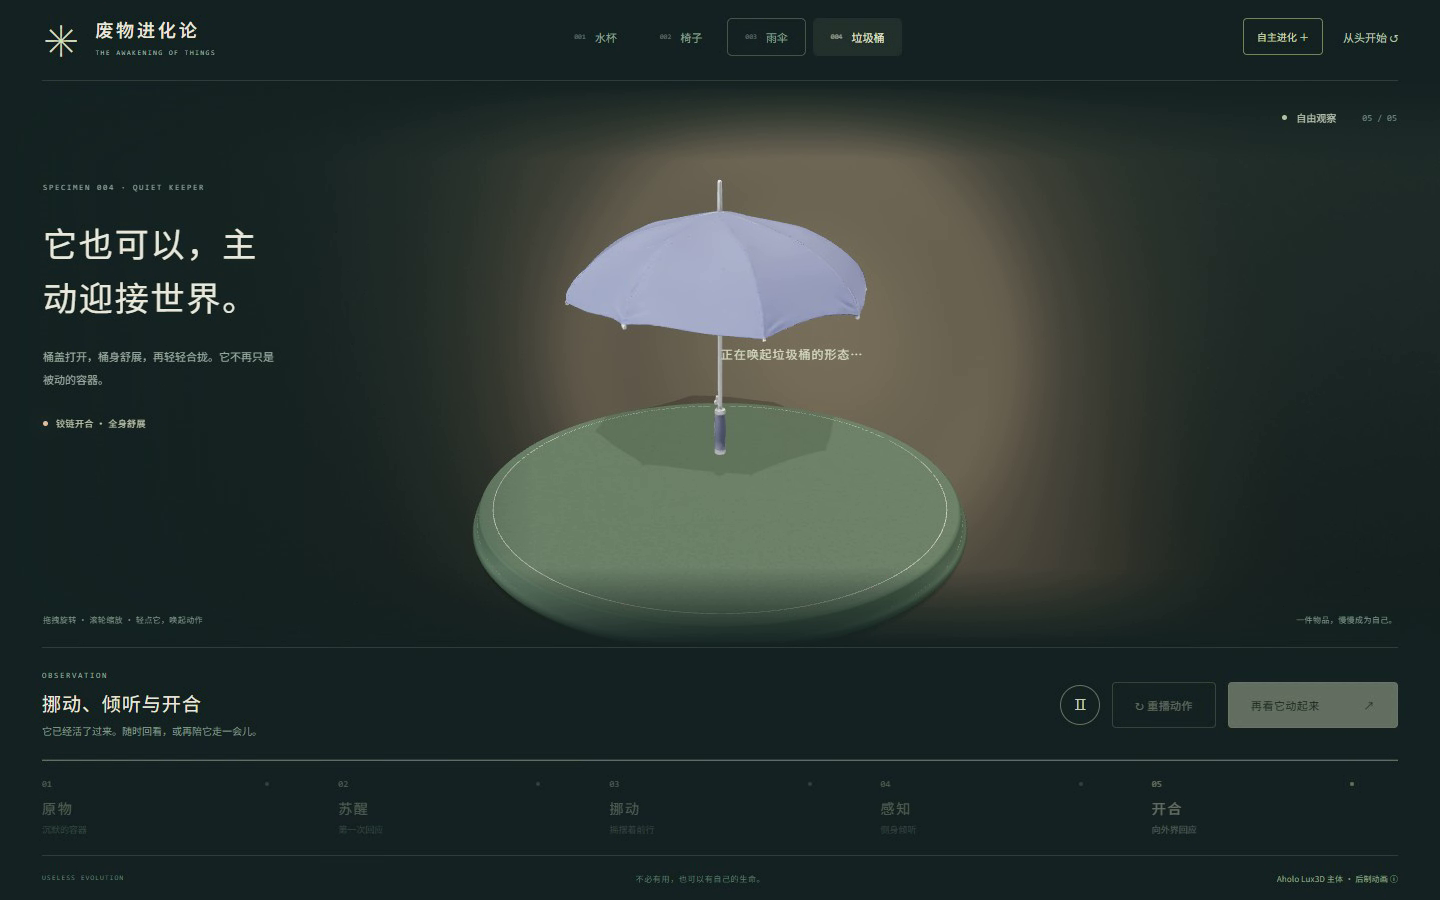 废物进化论
THE AWAKENING OF THINGS
001 水杯
002 椅子
003 雨伞
004 垃圾桶
自主进化 +
从头开始 ↺
自由观察
05 / 05
SPECIMEN 004 · QUIET KEEPER
它也可以，主
动迎接世界。
桶盖打开，桶身舒展，再轻轻合拢。它不再只是
被动的容器。
铰链开合 · 全身舒展
正在唤起垃圾桶的形态…
拖拽旋转 · 滚轮缩放 · 轻点它，唤起动作
一件物品，慢慢成为自己。
OBSERVATION
挪动、倾听与开合
它已经活了过来。随时回看，或再陪它走一会儿。
↻ 重播动作
再看它动起来 ↗
01
原物
沉默的容器
02
苏醒
第一次回应
03
挪动
摇摆着前行
04
感知
侧身倾听
05
开合
向外界回应
USELESS EVOLUTION
不必有用，也可以有自己的生命。
Aholo Lux3D 主体 · 后制动画 ⓘ